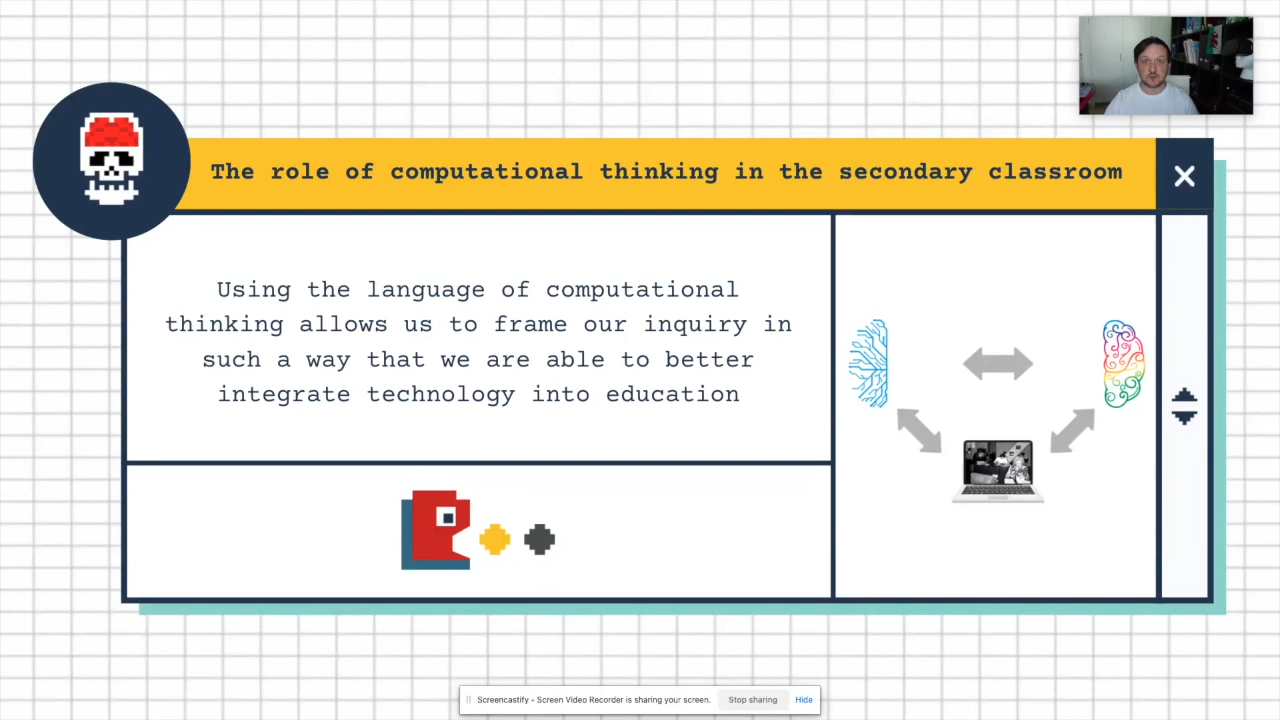 The role of computational thinking in the secondary classroom
Using the language of computational
thinking allows us to frame our inquiry in
such a way that we are able to better
integrate technology into education
Screencastify - Screen Video Recorder is sharing your screen. Stop sharing Hide